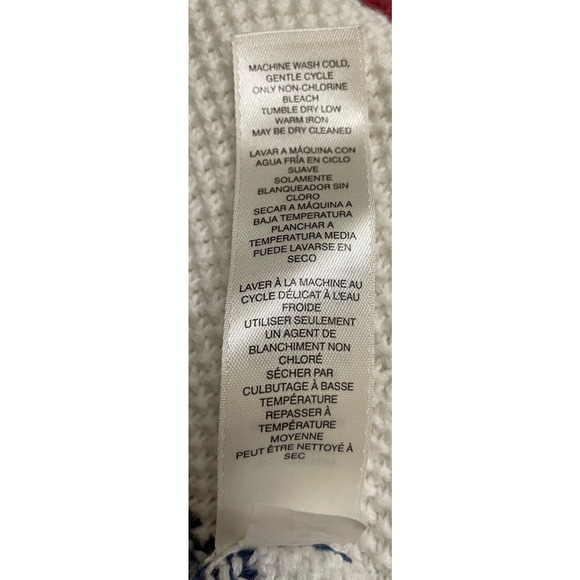 MACHINE WASH COLD,
GENTLE CYCLE
ONLY NON-CHLORINE
BLEACH
TUMBLE DRY LOW
WARM IRON
MAY BE DRY CLEANED
LAVAR A MÁQUINA CON
AGUA FRÍA EN CICLO
SUAVE
SOLAMENTE
BLANQUEADOR SIN
CLORO
SECAR A MÁQUINA A
BAJA TEMPERATURA
PLANCHAR A
TEMPERATURA MEDIA
PUEDE LAVARSE EN
SECO
LAVER À LA MACHINE AU
CYCLE DÉLICAT À L'EAU
FROIDE
UTILISER SEULEMENT
UN AGENT DE
BLANCHIMENT NON
CHLORÉ
SÉCHER PAR
CULBUTAGE À BASSE
TEMPÉRATURE
REPASSER À
TEMPÉRATURE
MOYENNE
PEUT ÊTRE NETTOYÉ À
SEC